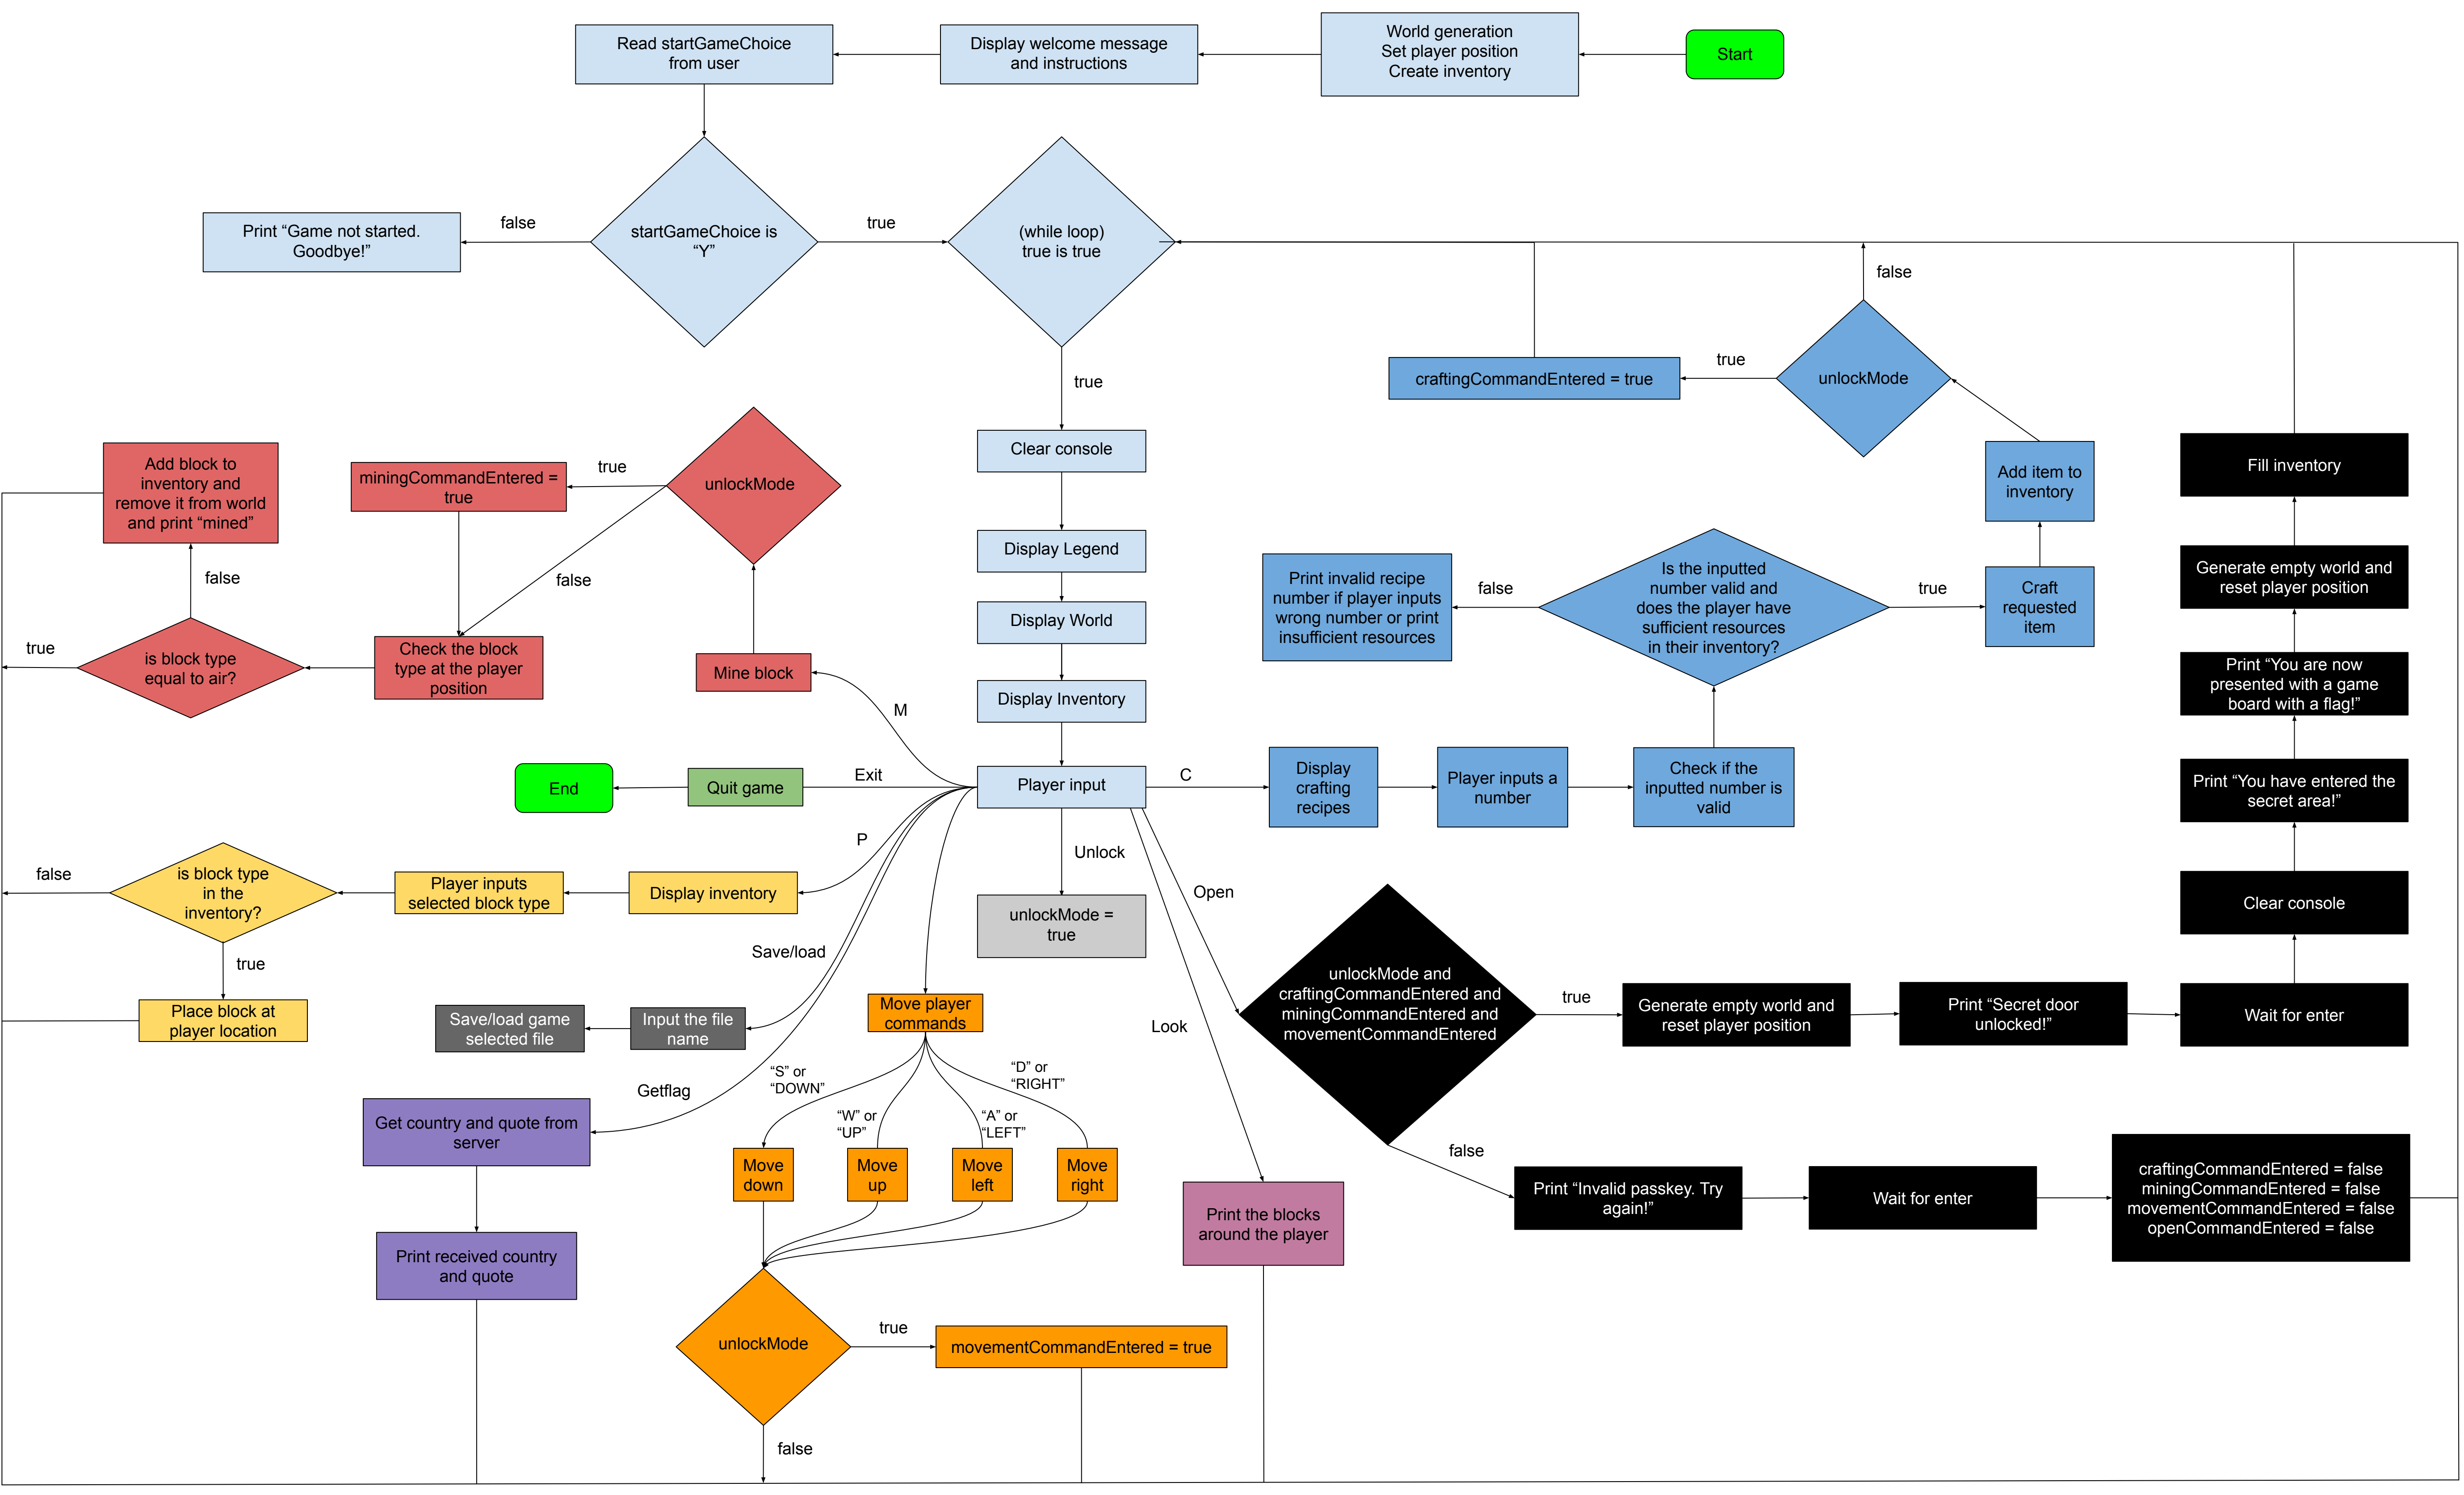 Read startGameChoice
from user
Display welcome message
and instructions
World generation
Set player position
Create inventory
Start
Print “Game not started.
Goodbye!”
false
startGameChoice is
“Y”
true
(while loop)
true is true
false
true
craftingCommandEntered = true
true
unlockMode
Add block to
inventory and
remove it from world
and print “mined”
miningCommandEntered =
true
true
unlockMode
Clear console
Add item to
inventory
Fill inventory
false
false
Display Legend
Print invalid recipe
number if player inputs
wrong number or print
insufficient resources
false
Is the inputted
number valid and
does the player have
sufficient resources
in their inventory?
true
Craft
requested
item
Generate empty world and
reset player position
Display World
true
is block type
equal to air?
Check the block
type at the player
position
Mine block
M
Display Inventory
Print “You are now
presented with a game
board with a flag!”
End
Quit game
Exit
Player input
C
Display
crafting
recipes
Player inputs a
number
Check if the
inputted number is
valid
Print “You have entered the
secret area!”
P
Unlock
Open
false
is block type
in the
inventory?
Player inputs
selected block type
Display inventory
unlockMode =
true
Clear console
true
Save/load
Place block at
player location
Save/load game
selected file
Input the file
name
Move player
commands
Look
unlockMode and
craftingCommandEntered and
miningCommandEntered and
movementCommandEntered
true
Generate empty world and
reset player position
Print “Secret door
unlocked!”
Wait for enter
Getflag
“S” or
“DOWN”
“W” or
“UP”
“A” or
“LEFT”
“D” or
“RIGHT”
Get country and quote from
server
Move
down
Move
up
Move
left
Move
right
false
Print “Invalid passkey. Try
again!”
Wait for enter
craftingCommandEntered = false
miningCommandEntered = false
movementCommandEntered = false
openCommandEntered = false
Print the blocks
around the player
Print received country
and quote
unlockMode
true
movementCommandEntered = true
false